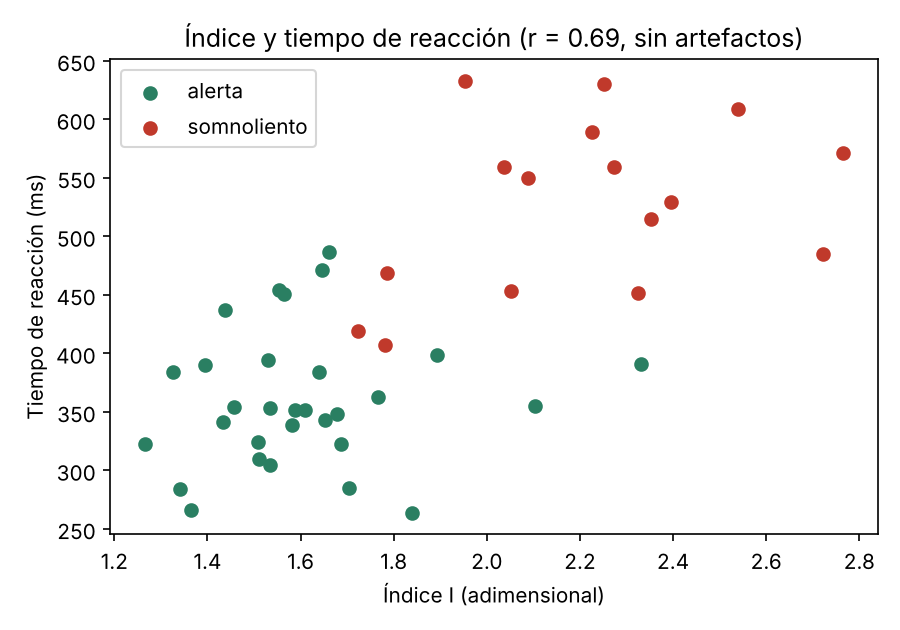 Índice y tiempo de reacción (r = 0.69, sin artefactos)
alerta
somnoliento
Tiempo de reacción (ms)
650
600
550
500
450
400
350
300
250
1.2 1.4 1.6 1.8 2.0 2.2 2.4 2.6 2.8
Índice I (adimensional)